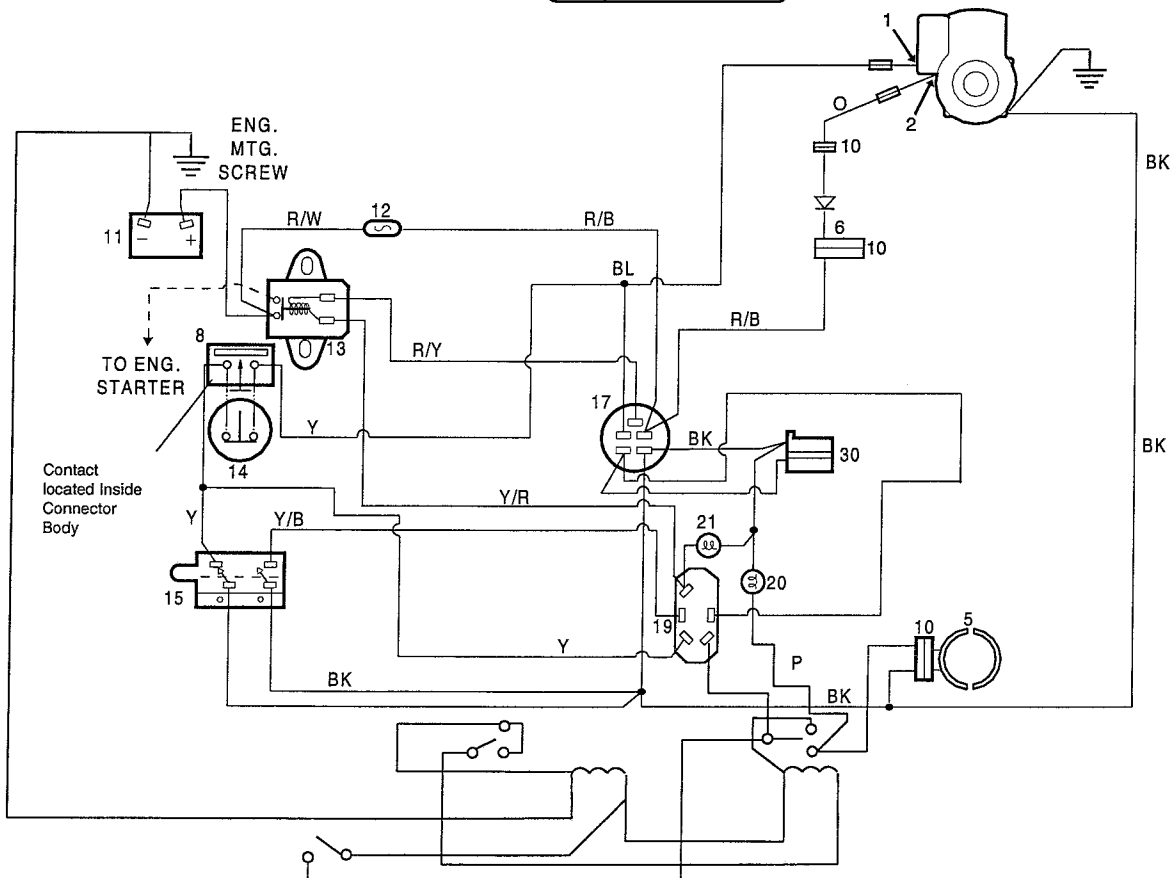 1
2
O
10
BK
ENG.
MTG.
SCREW
11
−
+
R/W
12
R/B
6
10
BL
R/B
13
8
TO ENG.
STARTER
R/Y
17
Y
BK
30
14
Contact
located Inside
Connector
Body
Y/R
Y
Y/B
21
BK
15
20
19
Y
10
5
P
BK
BK